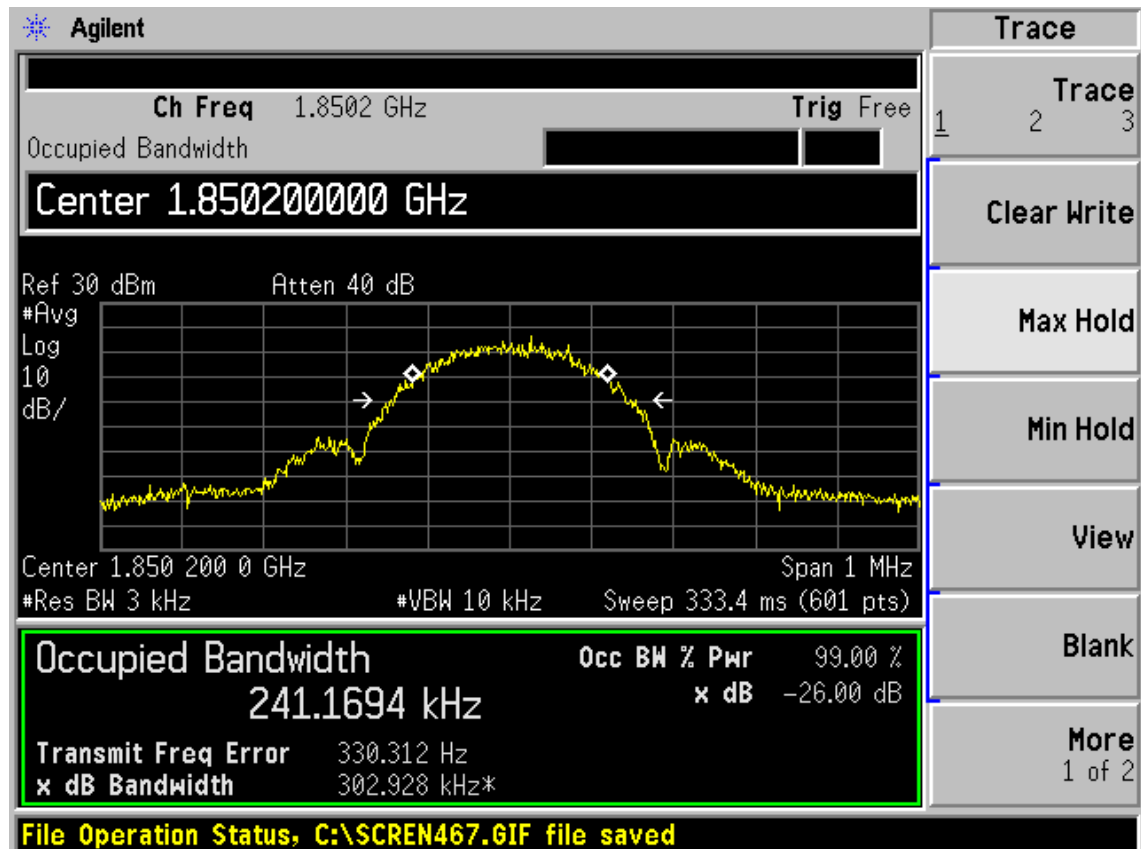 Agilent
Trace
Ch Freq 1.8502 GHz Trig Free
Occupied Bandwidth
Center 1.850200000 GHz
Ref 30 dBm Atten 40 dB
#Avg
Log
10
dB/
Center 1.850 200 0 GHz Span 1 MHz
#Res BW 3 kHz #VBW 10 kHz Sweep 333.4 ms (601 pts)
Occupied Bandwidth Occ BW % Pwr 99.00 %
241.1694 kHz x dB -26.00 dB
Transmit Freq Error 330.312 Hz
x dB Bandwidth 302.928 kHz*
File Operation Status, C:\SCREN467.GIF file saved
Trace
1 2 3
Clear Write
Max Hold
Min Hold
View
Blank
More
1 of 2